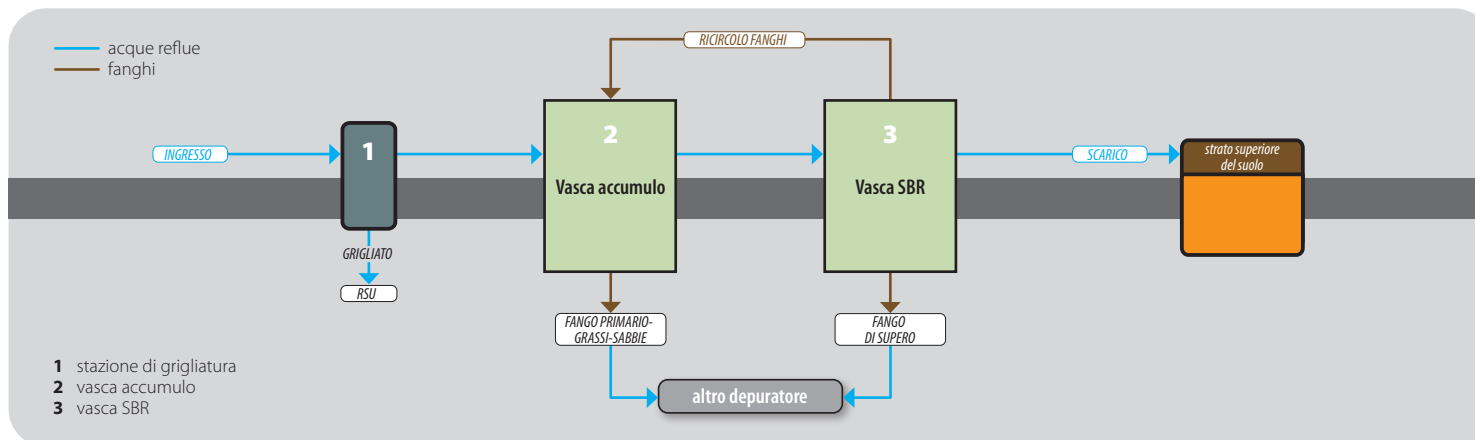 acque reflue
fanghi
RICIRCOLO FANGHI
INGRESSO
1
2
Vasca accumulo
3
Vasca SBR
SCARICO
strato superiore
del suolo
GRIGLIATO
RSU
FANGO PRIMARIO-
GRASSI-SABBIE
FANGO
DI SUPERO
altro depuratore
1 stazione di grigliatura
2 vasca accumulo
3 vasca SBR